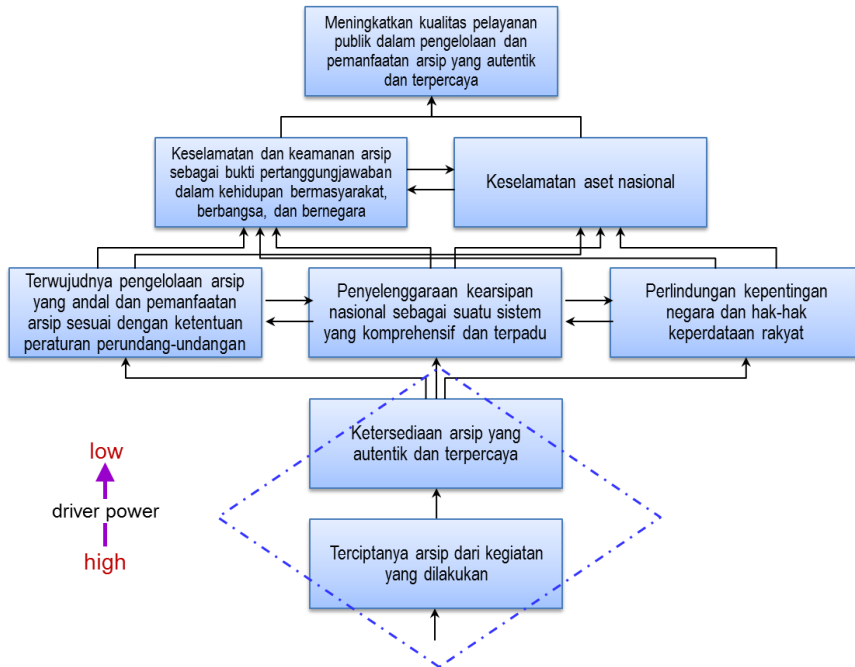 Meningkatkan kualitas pelayanan
publik dalam pengelolaan dan
pemanfaatan arsip yang autentik
dan terpercaya
Keselamatan dan keamanan arsip
sebagai bukti pertanggungjawaban
dalam kehidupan bermasyarakat,
berbangsa, dan bernegara
Keselamatan aset nasional
Terwujudnya pengelolaan arsip
yang andal dan pemanfaatan
arsip sesuai dengan ketentuan
peraturan perundang-undangan
Penyelenggaraan kearsipan
nasional sebagai suatu sistem
yang komprehensif dan terpadu
Perlindungan kepentingan
negara dan hak-hak
keperdataan rakyat
Ketersediaan arsip yang
autentik dan terpercaya
low
driver power
high
Terciptanya arsip dari kegiatan
yang dilakukan